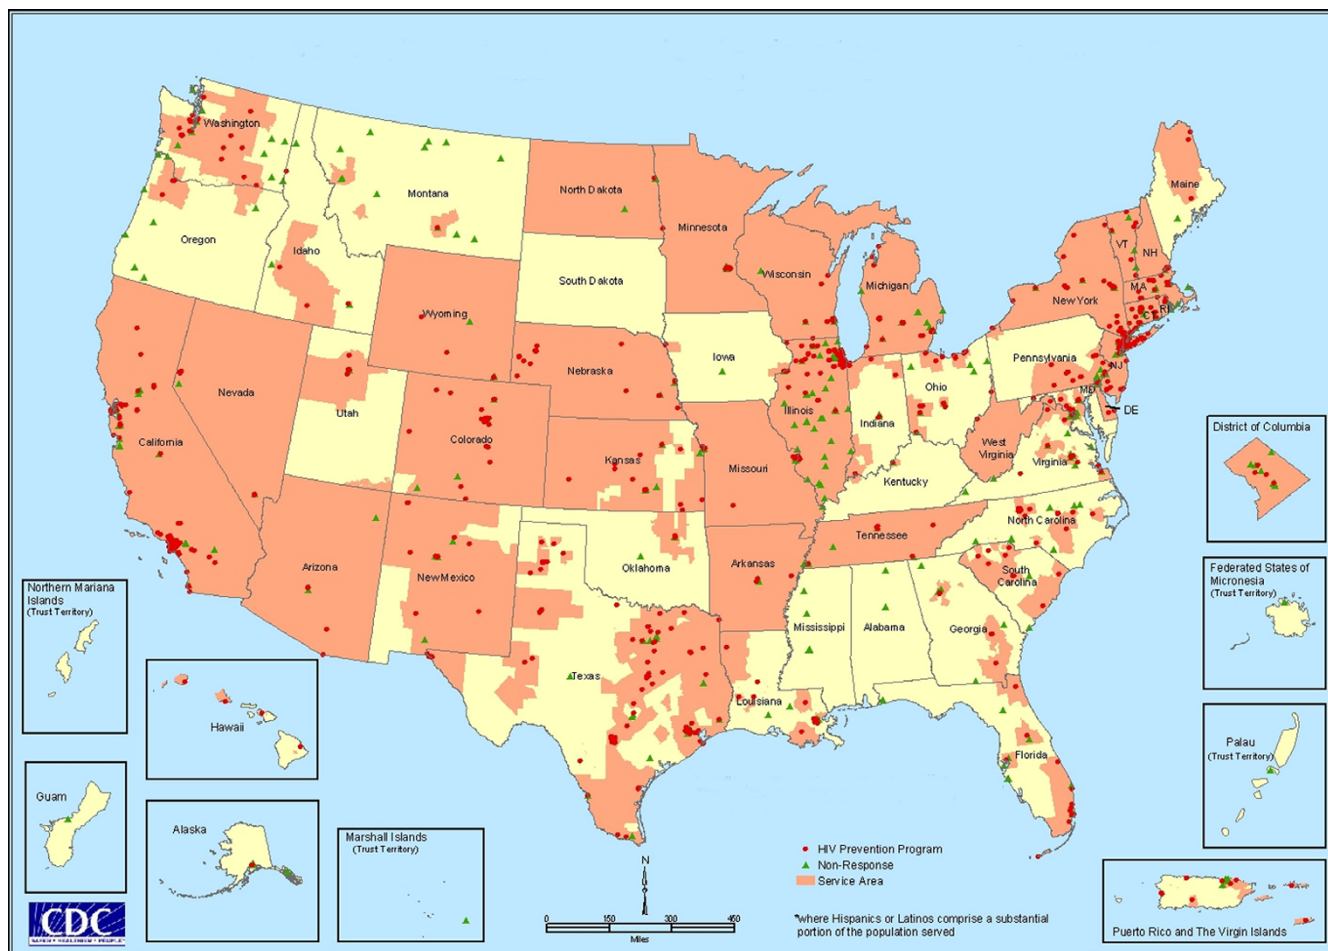 Washington
Montana
North Dakota
Minnesota
Maine
Oregon
Idaho
VT
NH
Wisconsin
Michigan
South Dakota
MA
New York
Wyoming
CT
RI
Iowa
Pennsylvania
Nebraska
Ohio
NJ
Nevada
MD
Utah
Illinois
Indiana
DE
California
Colorado
West
Virginia
Virginia
Kansas
Missouri
Kentucky
District of Columbia
North Carolina
Tennessee
Arizona
New Mexico
Oklahoma
Arkansas
South
Carolina
Northern Mariana
Islands
(Trust Territory)
Federated States of
Micronesia
(Trust Territory)
Mississippi
Alabama
Georgia
Texas
Louisiana
Hawaii
Florida
Palau
(Trust Territory)
Guam
Alaska
Marshall Islands
(Trust Territory)
N
HIV Prevention Program
Non-Response
Service Area
CDC
SAFER • HEALTHIER • PEOPLE™
0 150 300 450
Miles
*where Hispanics or Latinos comprise a substantial
portion of the population served
Puerto Rico and The Virgin Islands